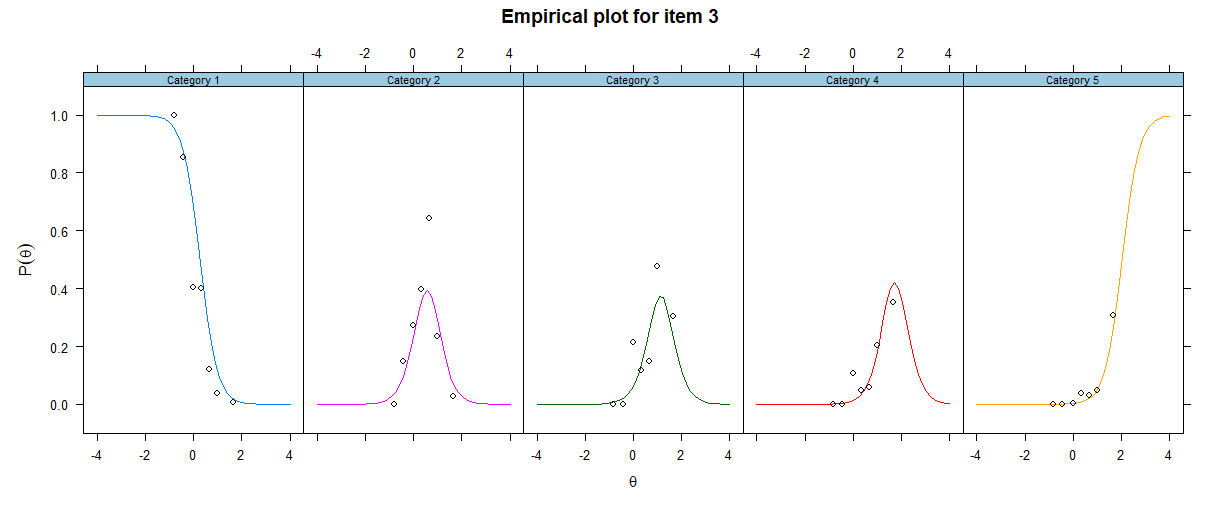 Empirical plot for item 3
-4 -2 0 2 4 -4 -2 0 2 4
Category 1 Category 2 Category 3 Category 4 Category 5
1.0
0.8
0.6
0.4
0.2
0.0
P(θ)
-4 -2 0 2 4 -4 -2 0 2 4 -4 -2 0 2 4
θ